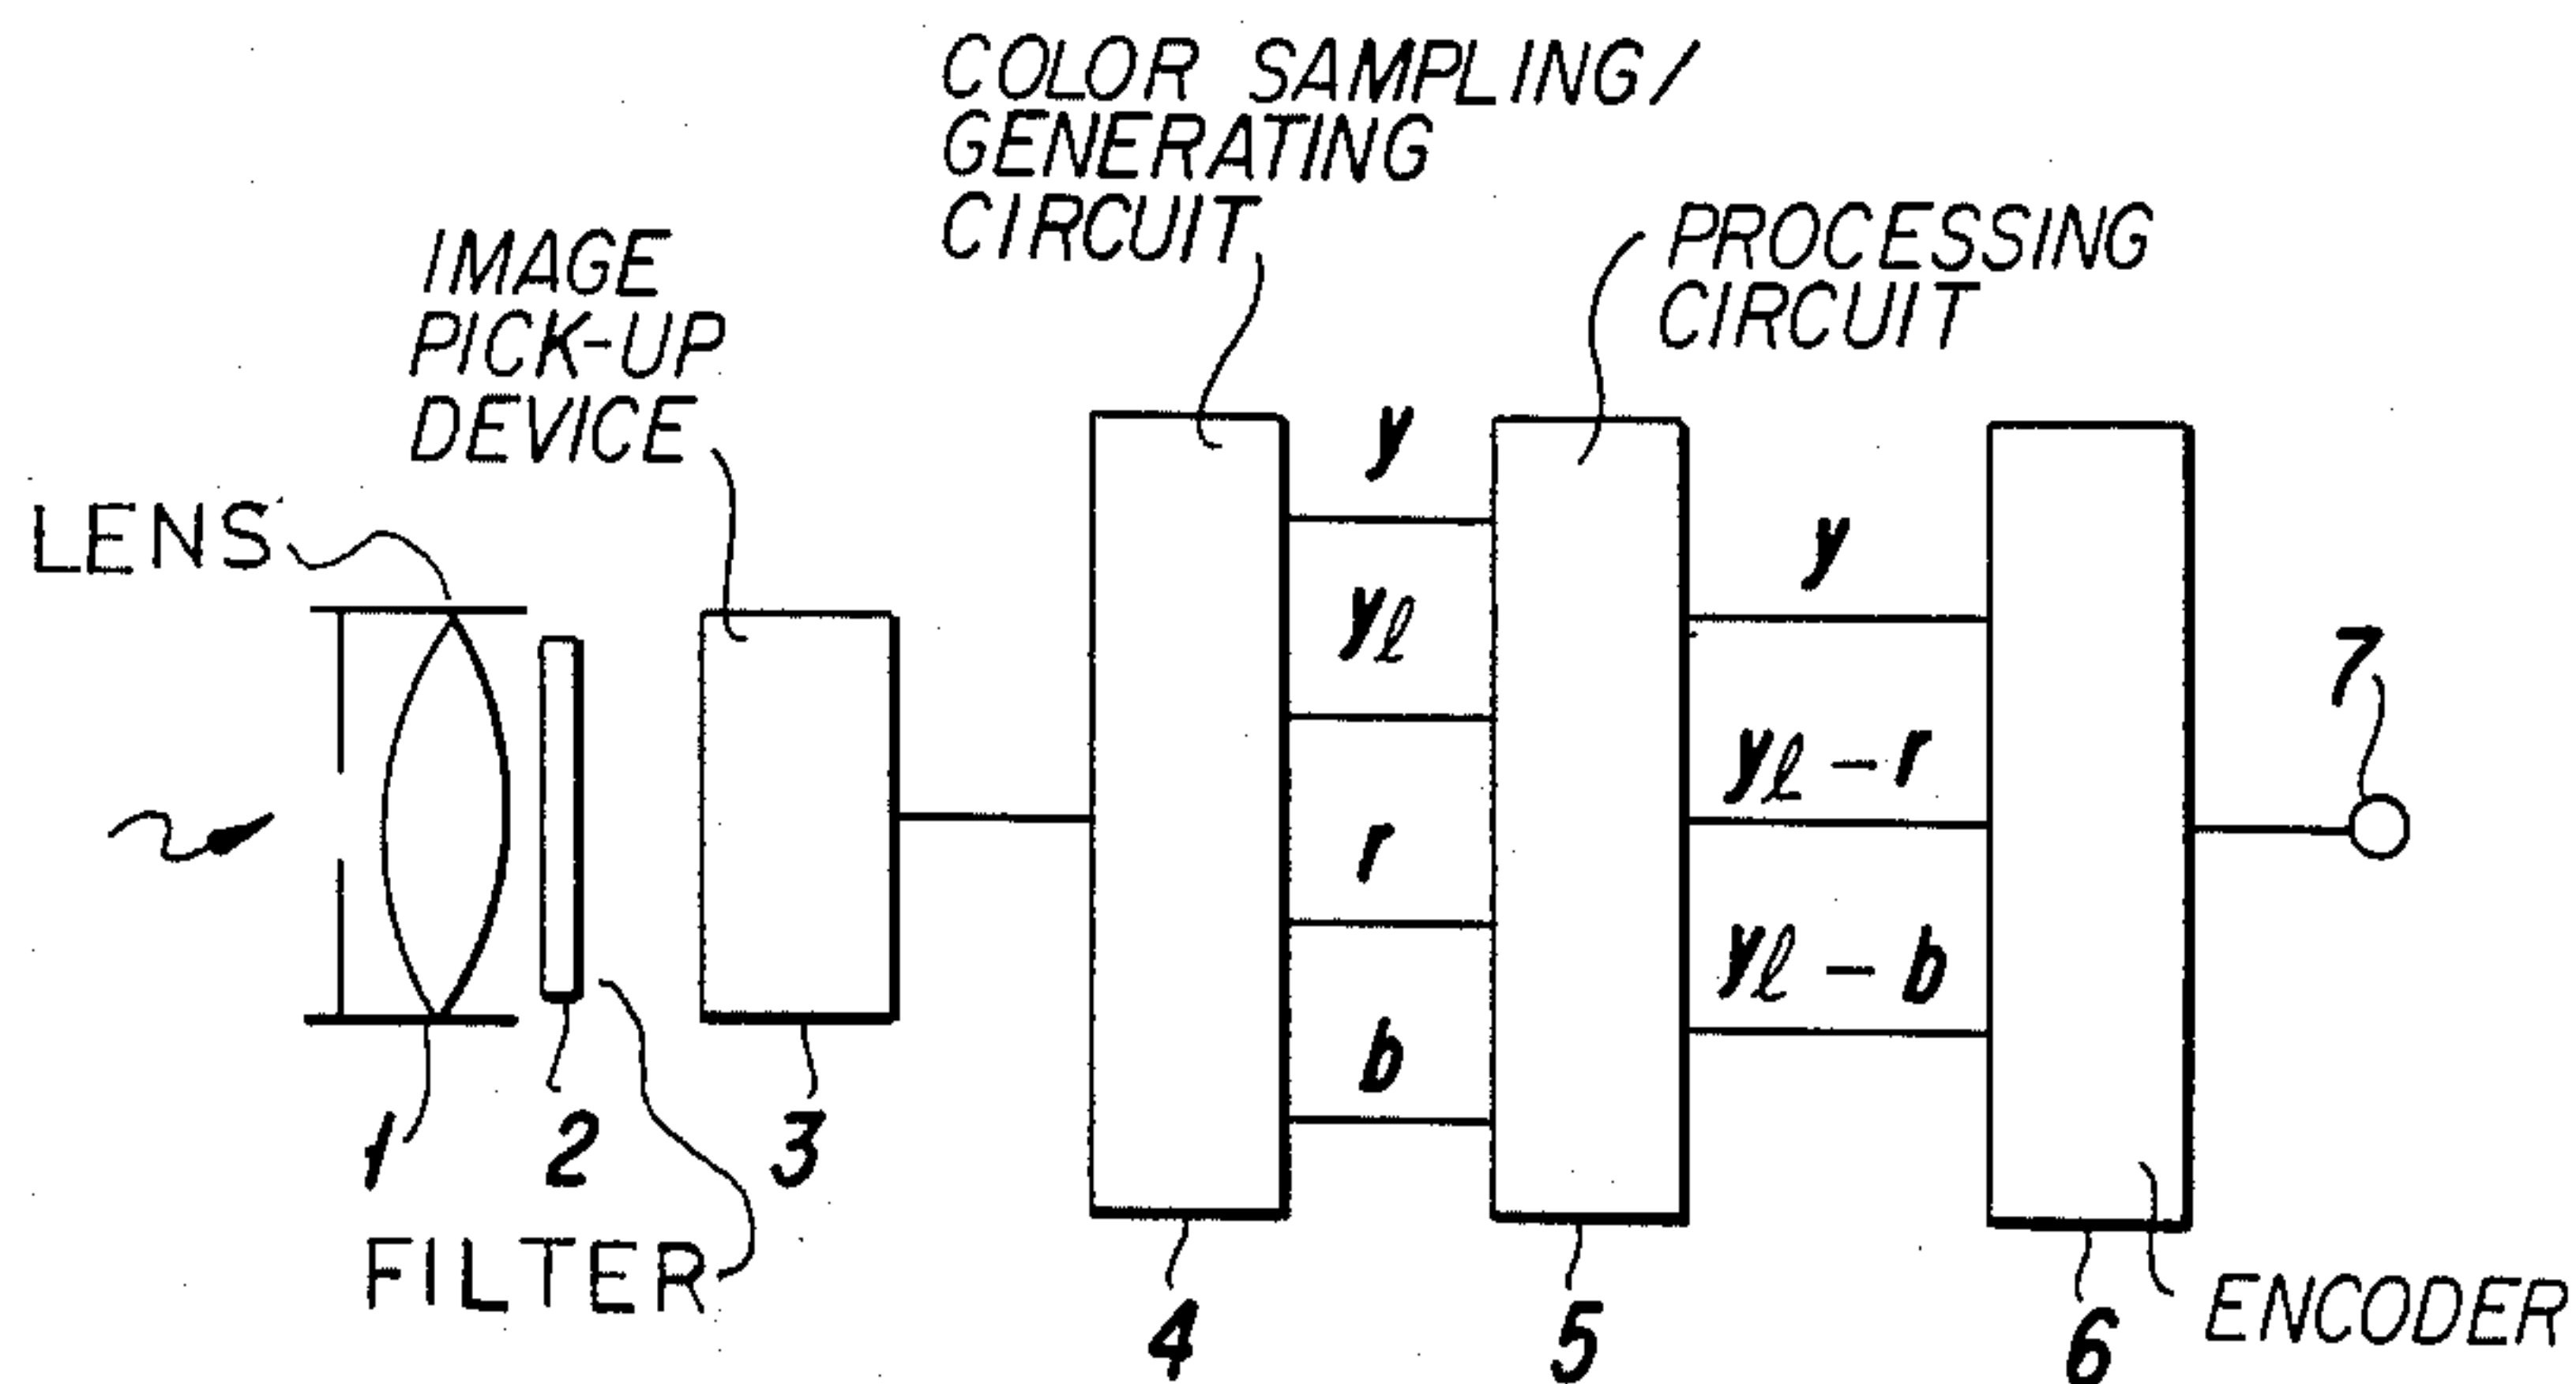 COLOR SAMPLING/
GENERATING
CIRCUIT
IMAGE
PICK-UP
DEVICE
PROCESSING
CIRCUIT
LENS
y
yℓ
r
b
y
yℓ – r
yℓ – b
7
1
2
3
FILTER
4
5
6
ENCODER